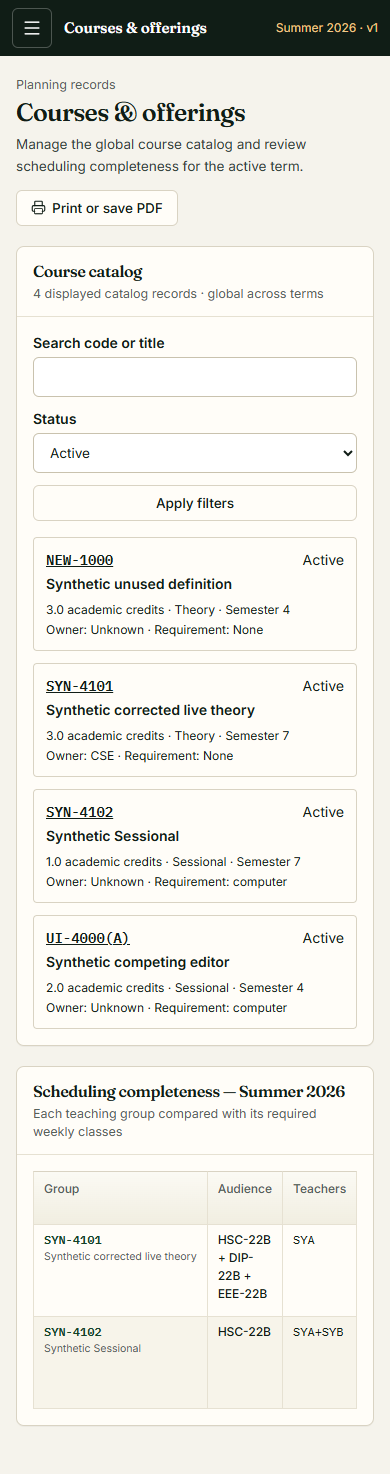 Courses & offerings
Summer 2026 · v1
Planning records
Courses & offerings
Manage the global course catalog and review
scheduling completeness for the active term.
Print or save PDF
Course catalog
4 displayed catalog records · global across terms
Search code or title
Status
Active
Apply filters
NEW-1000 Active
Synthetic unused definition
3.0 academic credits · Theory · Semester 4
Owner: Unknown · Requirement: None
SYN-4101 Active
Synthetic corrected live theory
3.0 academic credits · Theory · Semester 7
Owner: CSE · Requirement: None
SYN-4102 Active
Synthetic Sessional
1.0 academic credits · Sessional · Semester 7
Owner: Unknown · Requirement: computer
UI-4000(A) Active
Synthetic competing editor
2.0 academic credits · Sessional · Semester 4
Owner: Unknown · Requirement: computer
Scheduling completeness — Summer 2026
Each teaching group compared with its required
weekly classes
Group Audience Teachers
SYN-4101
Synthetic corrected live theory
HSC-22B
+ DIP-
22B +
EEE-22B
SYA
SYN-4102
Synthetic Sessional
HSC-22B
SYA+SYB